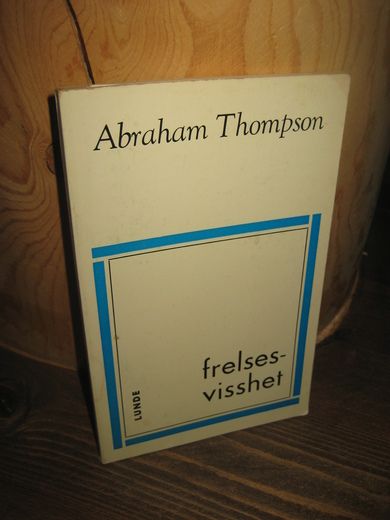 Abraham Thompson
frelses-
visshet
LUNDE